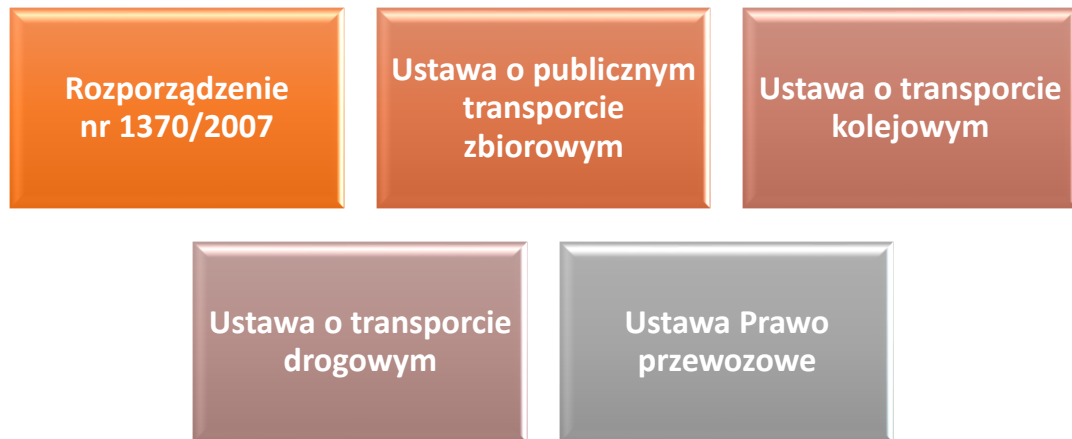 Rozporządzenie
nr 1370/2007
Ustawa o publicznym
transporcie
zbiorowym
Ustawa o transporcie
kolejowym
Ustawa o transporcie
drogowym
Ustawa Prawo
przewozowe